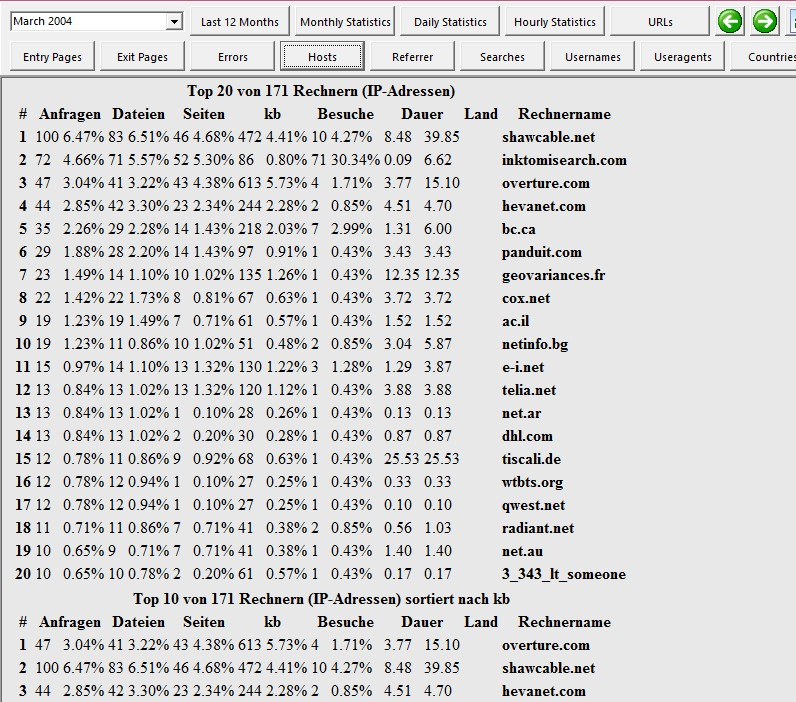 March 2004 Last 12 Months Monthly Statistics Daily Statistics Hourly Statistics URLs
Entry Pages Exit Pages Errors Hosts Referrer Searches Usernames Useragents Countries
Top 20 von 171 Rechnern (IP-Adressen)
# Anfragen Dateien Seiten kb Besuche Dauer Land Rechnername
1 100 6.47% 83 6.51% 46 4.68% 472 4.41% 10 4.27% 8.48 39.85 shawcable.net
2 72 4.66% 71 5.57% 52 5.30% 86 0.80% 71 30.34% 0.09 6.62 inktomisearch.com
3 47 3.04% 41 3.22% 43 4.38% 613 5.73% 4 1.71% 3.77 15.10 overture.com
4 44 2.85% 42 3.30% 23 2.34% 244 2.28% 2 0.85% 4.51 4.70 hevanet.com
5 35 2.26% 29 2.28% 14 1.43% 218 2.03% 7 2.99% 1.31 6.00 bc.ca
6 29 1.88% 28 2.20% 14 1.43% 97 0.91% 1 0.43% 3.43 3.43 panduit.com
7 23 1.49% 14 1.10% 10 1.02% 135 1.26% 1 0.43% 12.35 12.35 geovariances.fr
8 22 1.42% 22 1.73% 8 0.81% 67 0.63% 1 0.43% 3.72 3.72 cox.net
9 19 1.23% 19 1.49% 7 0.71% 61 0.57% 1 0.43% 1.52 1.52 ac.il
10 19 1.23% 11 0.86% 10 1.02% 51 0.48% 2 0.85% 3.04 5.87 netinfo.bg
11 15 0.97% 14 1.10% 13 1.32% 130 1.22% 3 1.28% 1.29 3.87 e-i.net
12 13 0.84% 13 1.02% 13 1.32% 120 1.12% 1 0.43% 3.88 3.88 telia.net
13 13 0.84% 13 1.02% 1 0.10% 28 0.26% 1 0.43% 0.13 0.13 net.ar
14 13 0.84% 13 1.02% 2 0.20% 30 0.28% 1 0.43% 0.87 0.87 dhl.com
15 12 0.78% 11 0.86% 9 0.92% 68 0.63% 1 0.43% 25.53 25.53 tiscali.de
16 12 0.78% 12 0.94% 1 0.10% 27 0.25% 1 0.43% 0.33 0.33 wtbts.org
17 12 0.78% 12 0.94% 1 0.10% 27 0.25% 1 0.43% 0.10 0.10 qwest.net
18 11 0.71% 11 0.86% 7 0.71% 41 0.38% 2 0.85% 0.56 1.03 radiant.net
19 10 0.65% 9 0.71% 7 0.71% 41 0.38% 1 0.43% 1.40 1.40 net.au
20 10 0.65% 10 0.78% 2 0.20% 61 0.57% 1 0.43% 0.17 0.17 3_343_lt_someone
Top 10 von 171 Rechnern (IP-Adressen) sortiert nach kb
# Anfragen Dateien Seiten kb Besuche Dauer Land Rechnername
1 47 3.04% 41 3.22% 43 4.38% 613 5.73% 4 1.71% 3.77 15.10 overture.com
2 100 6.47% 83 6.51% 46 4.68% 472 4.41% 10 4.27% 8.48 39.85 shawcable.net
3 44 2.85% 42 3.30% 23 2.34% 244 2.28% 2 0.85% 4.51 4.70 hevanet.com